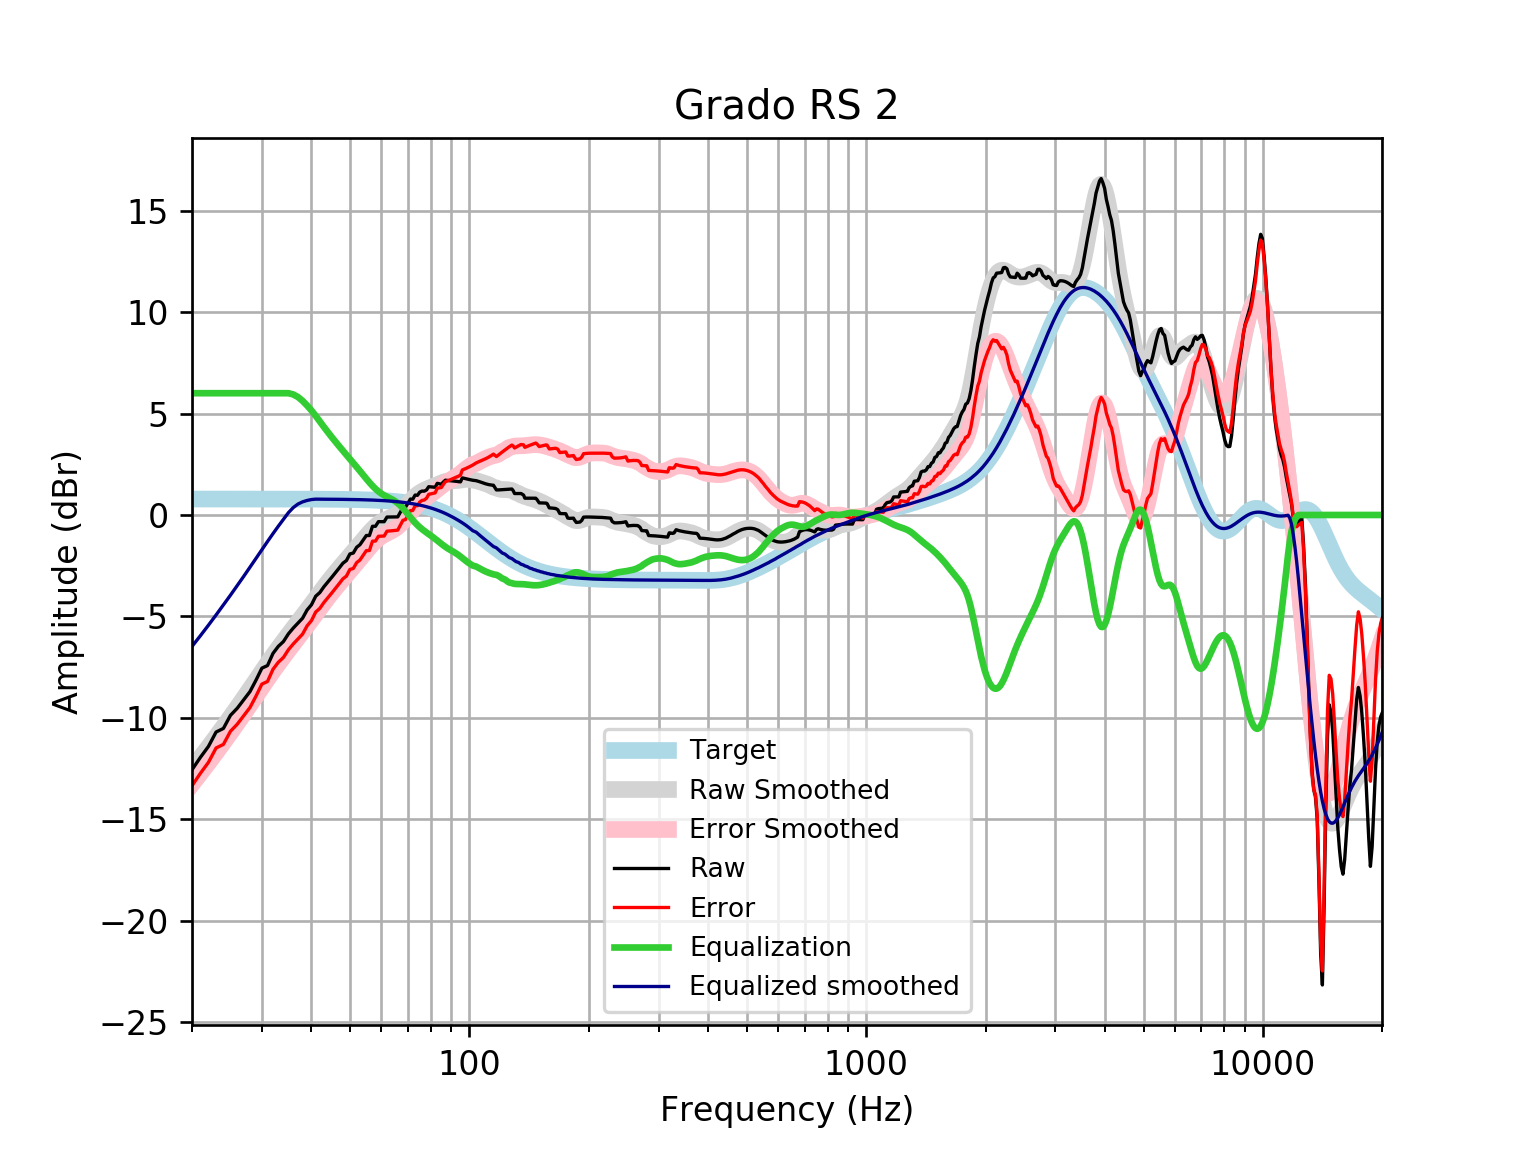 Grado RS 2
Amplitude (dBr)
15
10
5
0
−5
−10
−15
−20
−25
Target
Raw Smoothed
Error Smoothed
Raw
Error
Equalization
Equalized smoothed
100
1000
10000
Frequency (Hz)